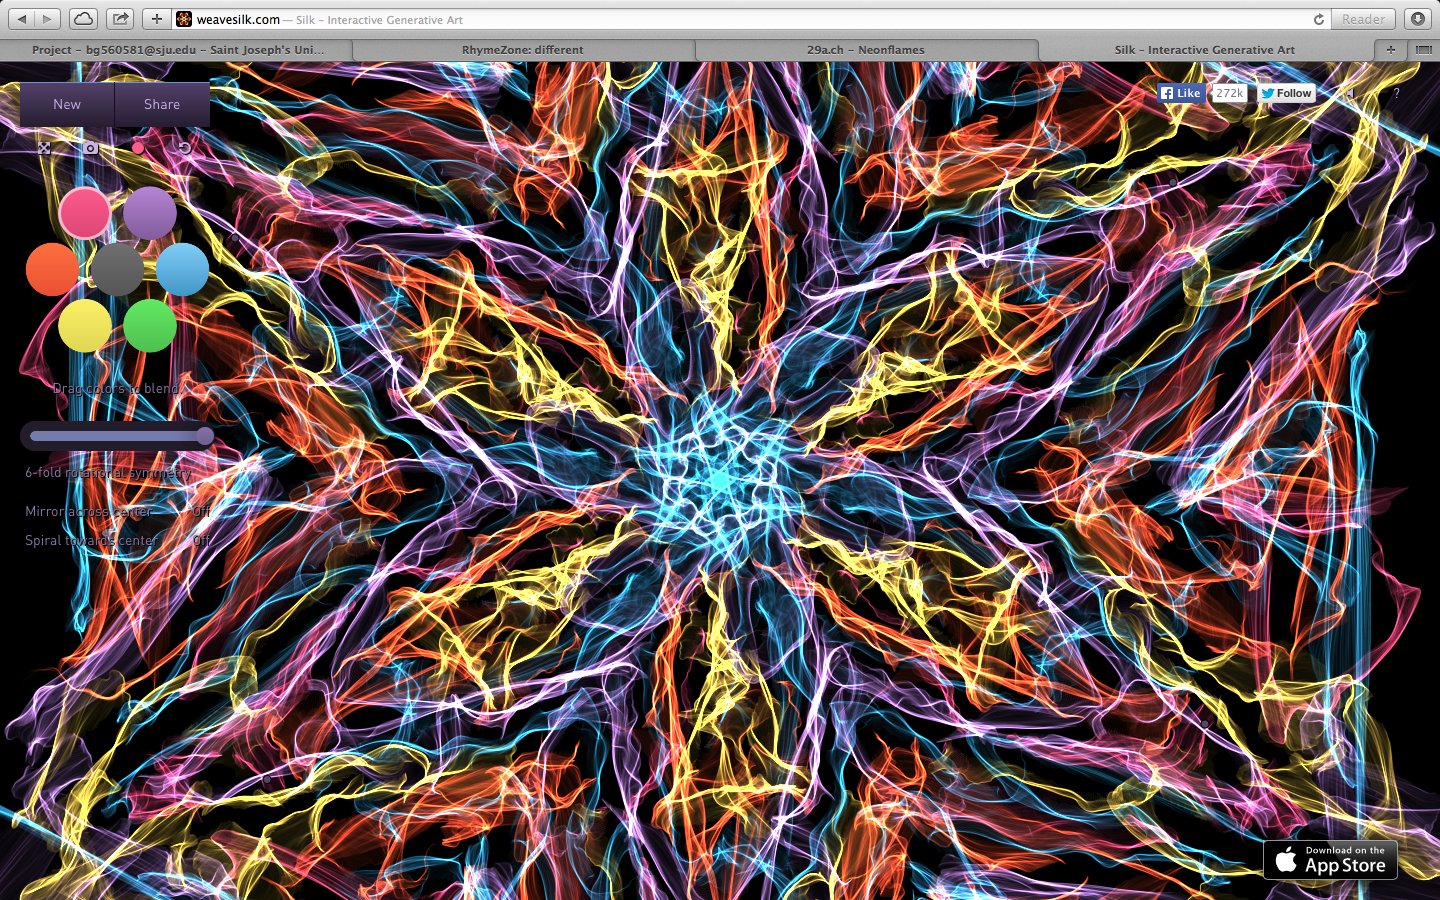 weavesilk.com — Silk – Interactive Generative Art
Reader
Project – bg560581@sju.edu – Saint Joseph's Uni...
RhymeZone: different
29a.ch – Neonflames
Silk – Interactive Generative Art
New
Share
Like
272k
Follow
?
Drag colors to blend
6-fold rotational symmetry
Mirror across center Off
Spiral towards center Off
Download on the
App Store